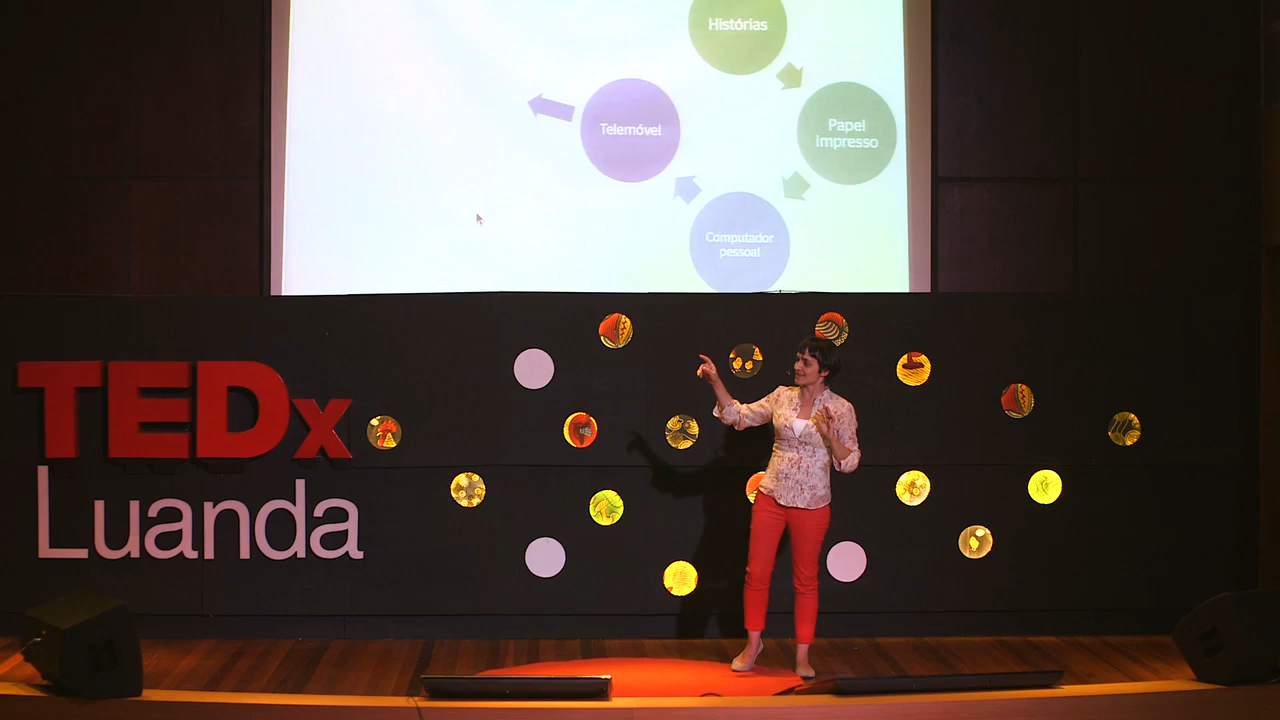 Histórias
Telemóvel
Papel
Impresso
Computador
pessoal
TEDx
Luanda